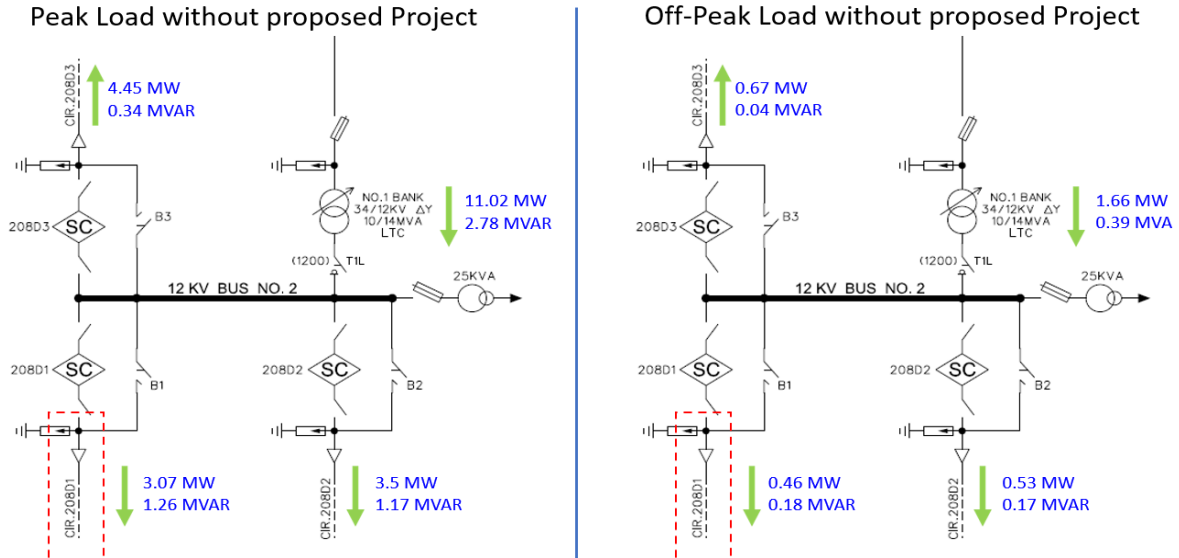 Peak Load without proposed Project
CIR.208D3
4.45 MW
0.34 MVAR
208D3
SC
B3
NO.1 BANK
34/12KV ΔY
10/14MVA
LTC
11.02 MW
2.78 MVAR
(1200)
T1L
25KVA
12 KV BUS NO. 2
208D1
SC
B1
208D2
SC
B2
CIR.208D1
3.07 MW
1.26 MVAR
CIR.208D2
3.5 MW
1.17 MVAR
Off-Peak Load without proposed Project
CIR.208D3
0.67 MW
0.04 MVAR
208D3
SC
B3
NO.1 BANK
34/12KV ΔY
10/14MVA
LTC
1.66 MW
0.39 MVA
(1200)
T1L
25KVA
12 KV BUS NO. 2
208D1
SC
B1
208D2
SC
B2
CIR.208D1
0.46 MW
0.18 MVAR
CIR.208D2
0.53 MW
0.17 MVAR